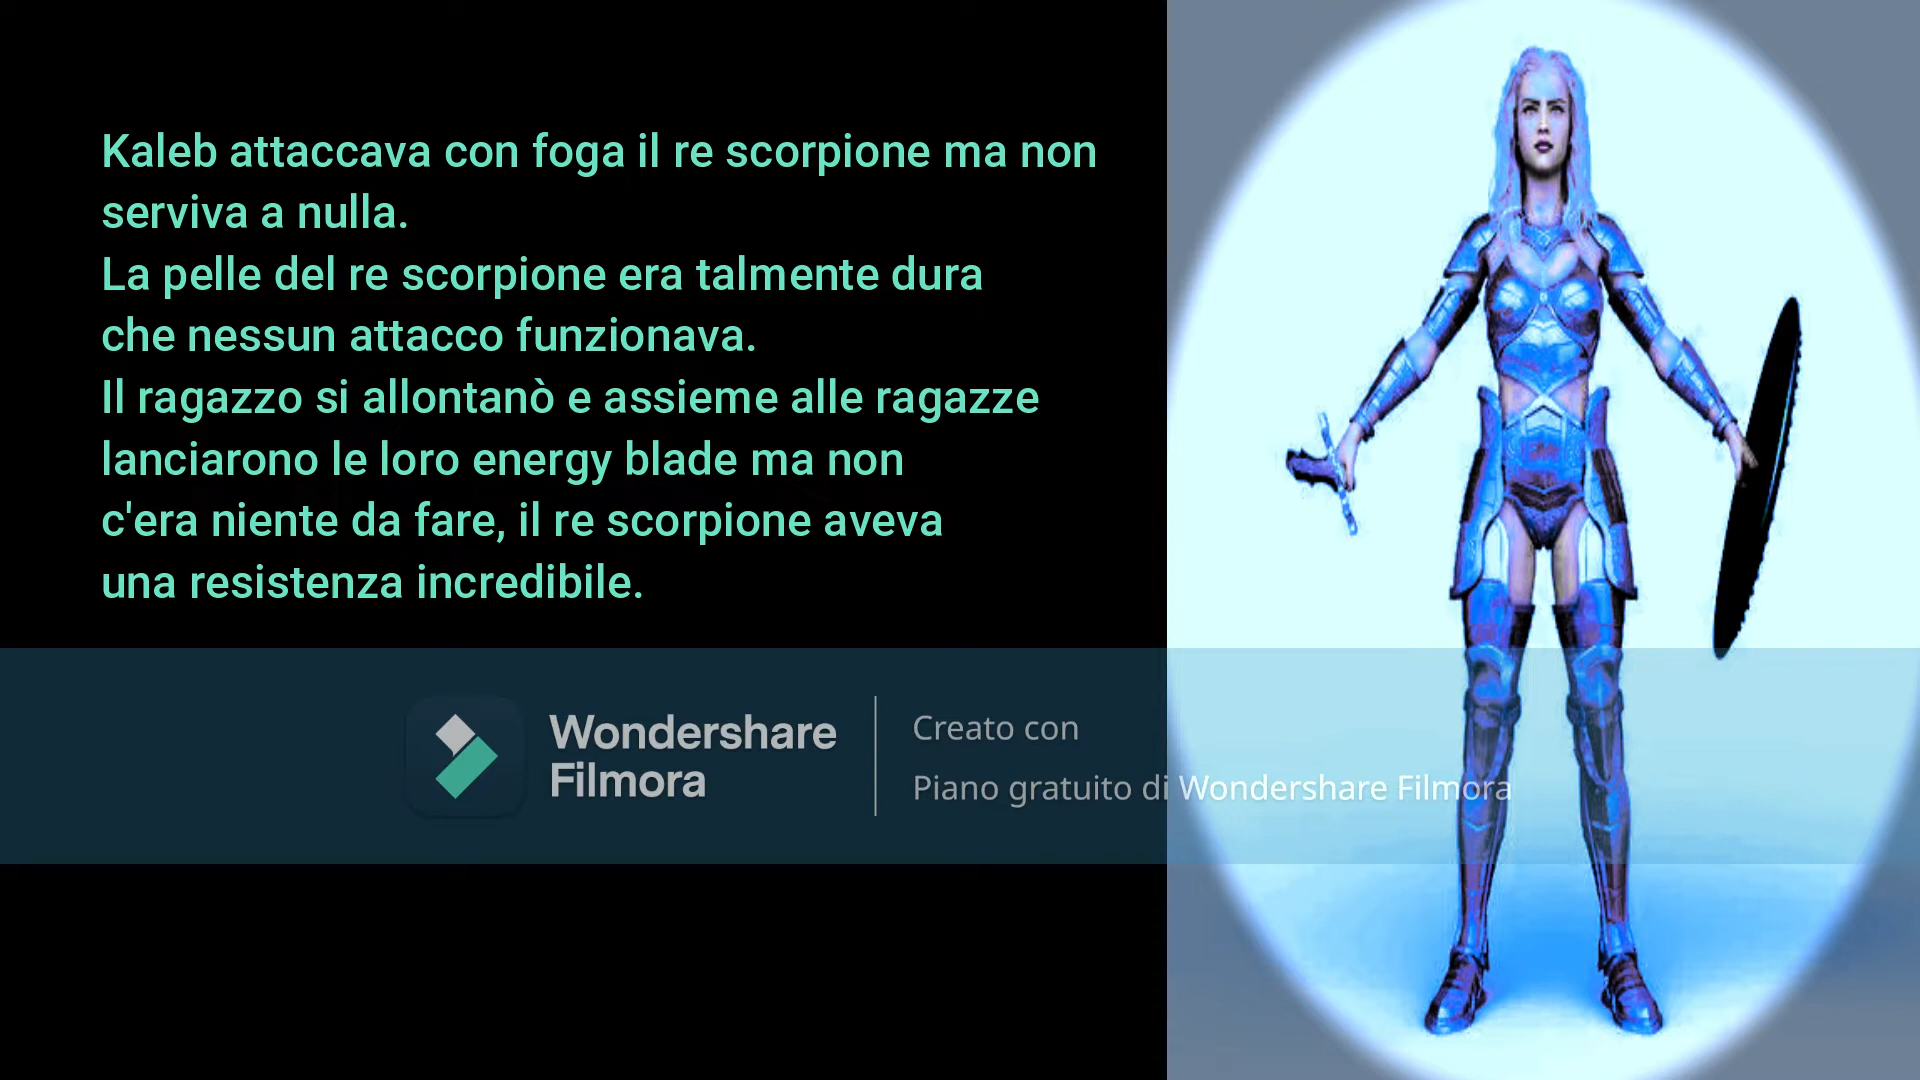 Kaleb attaccava con foga il re scorpione ma non
serviva a nulla.
La pelle del re scorpione era talmente dura
che nessun attacco funzionava.
Il ragazzo si allontanò e assieme alle ragazze
lanciarono le loro energy blade ma non
c'era niente da fare, il re scorpione aveva
una resistenza incredibile.
Wondershare
Filmora
Creato con
Piano gratuito di Wondershare Filmora